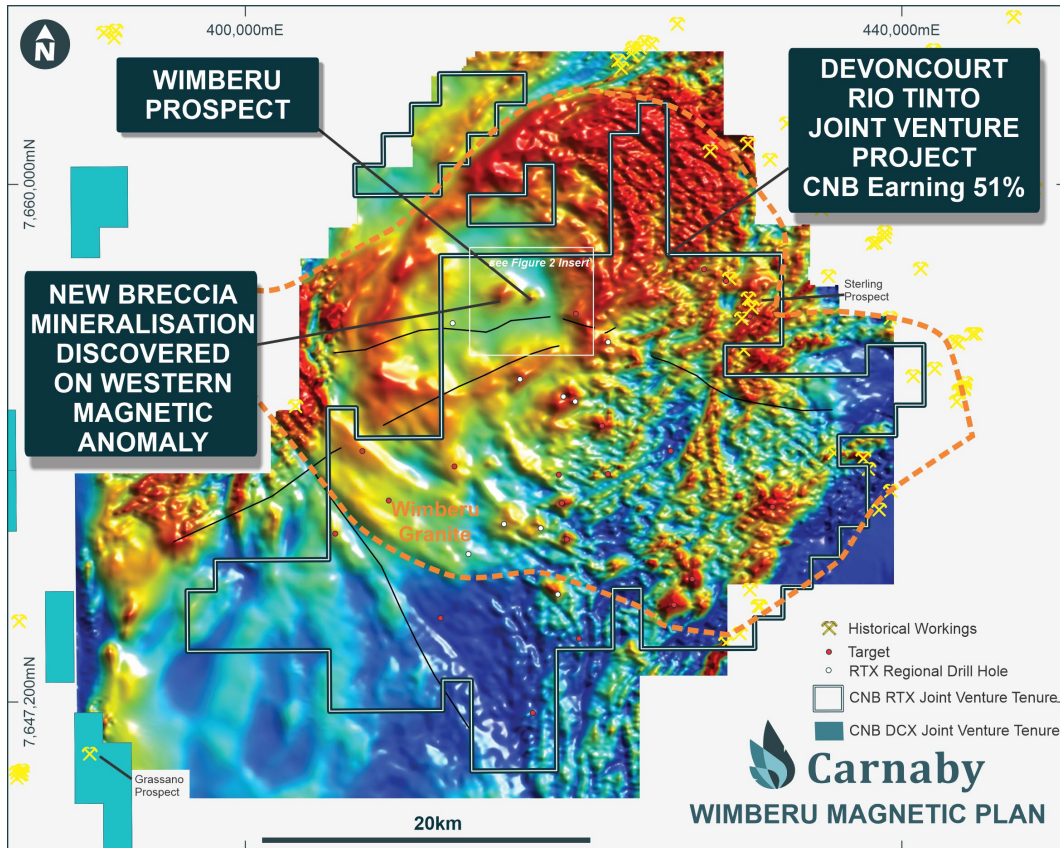 400,000mE
440,000mE
N
WIMBERU
PROSPECT
DEVONCOURT
RIO TINTO
JOINT VENTURE
PROJECT
CNB Earning 51%
7,660,000mN
see Figure 2 Insert
NEW BRECCIA
MINERALISATION
DISCOVERED
ON WESTERN
MAGNETIC
ANOMALY
Sterling
Prospect
Wimberu
Granite
7,647,200mN
Historical Workings
Target
RTX Regional Drill Hole
CNB RTX Joint Venture Tenure
CNB DCX Joint Venture Tenure
Grassano
Prospect
Carnaby
WIMBERU MAGNETIC PLAN
20km